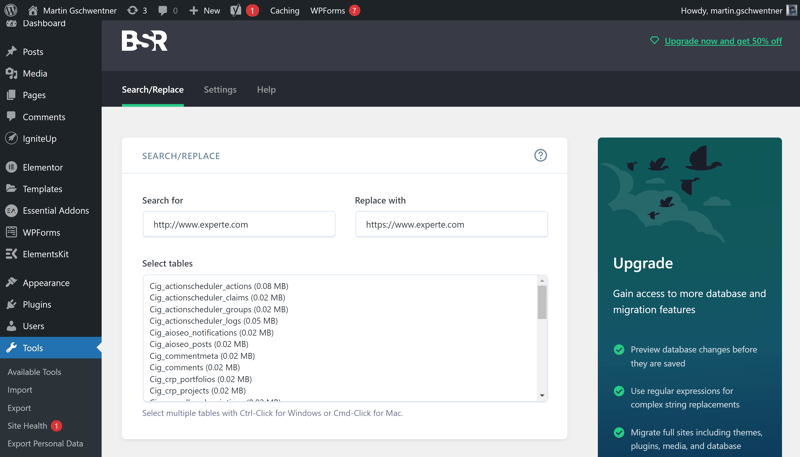 Martin Gschwentner 3 0 New 1 Caching WPForms 7 Howdy, martin.gschwentner
Dashboard
Posts
Media
Pages
Comments
IgniteUp
Elementor
Templates
Essential Addons
WPForms
ElementsKit
Appearance
Plugins
Users
Tools
Available Tools
Import
Export
Site Health 1
Export Personal Data
BSR
Upgrade now and get 50% off
Search/Replace Settings Help
SEARCH/REPLACE
Search for Replace with
http://www.experte.com https://www.experte.com
Select tables
Cig_actionscheduler_actions (0.08 MB)
Cig_actionscheduler_claims (0.02 MB)
Cig_actionscheduler_groups (0.02 MB)
Cig_actionscheduler_logs (0.05 MB)
Cig_aioseo_notifications (0.02 MB)
Cig_aioseo_posts (0.02 MB)
Cig_commentmeta (0.02 MB)
Cig_comments (0.02 MB)
Cig_crp_portfolios (0.02 MB)
Cig_crp_projects (0.02 MB)
Select multiple tables with Ctrl-Click for Windows or Cmd-Click for Mac.
Upgrade
Gain access to more database and
migration features
Preview database changes before
they are saved
Use regular expressions for
complex string replacements
Migrate full sites including themes,
plugins, media, and database